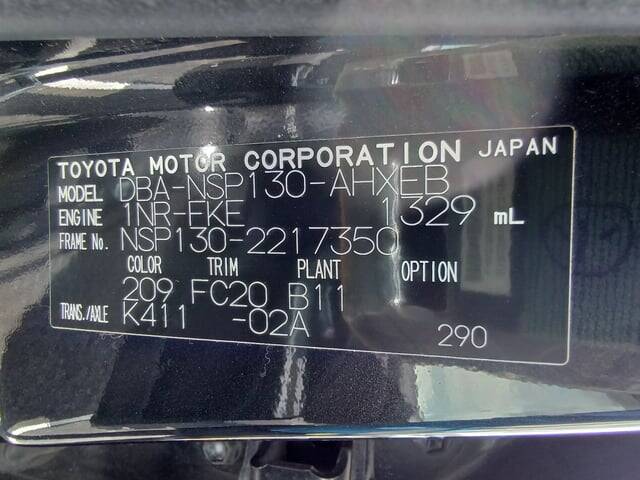 TOYOTA MOTOR CORPORATION JAPAN
MODEL DBA-NSP130-AHXEB
ENGINE 1NR-FKE 1329 mL
FRAME No. NSP130-2217350
COLOR TRIM PLANT OPTION
209 FC20 B11
TRANS./AXLE K411 -02A
290